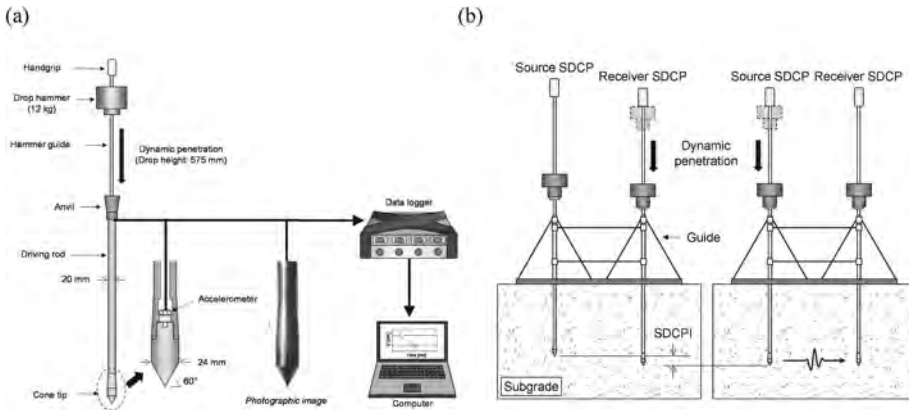 (a)
Handgrip
Drop hammer
(12 kg)
Hammer guide
Dynamic penetration
(Drop height: 575 mm)
Anvil
Data logger
Driving rod
20 mm
Accelerometer
24 mm
60°
Cone tip
Photographic image
Computer
(b)
Source SDCP
Receiver SDCP
Source SDCP
Receiver SDCP
Dynamic
penetration
Guide
SDCPI
Subgrade